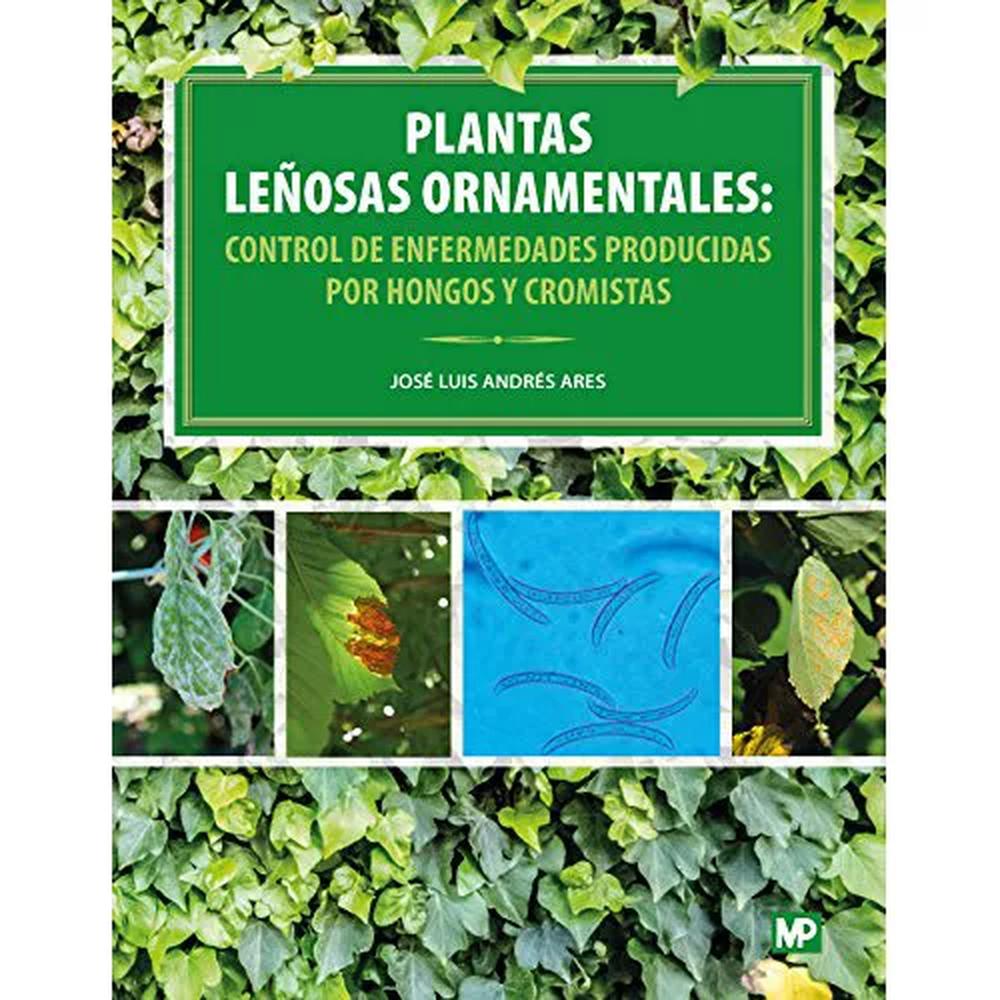 PLANTAS
LEÑOSAS ORNAMENTALES:
CONTROL DE ENFERMEDADES PRODUCIDAS
POR HONGOS Y CROMISTAS
JOSÉ LUIS ANDRÉS ARES
MP